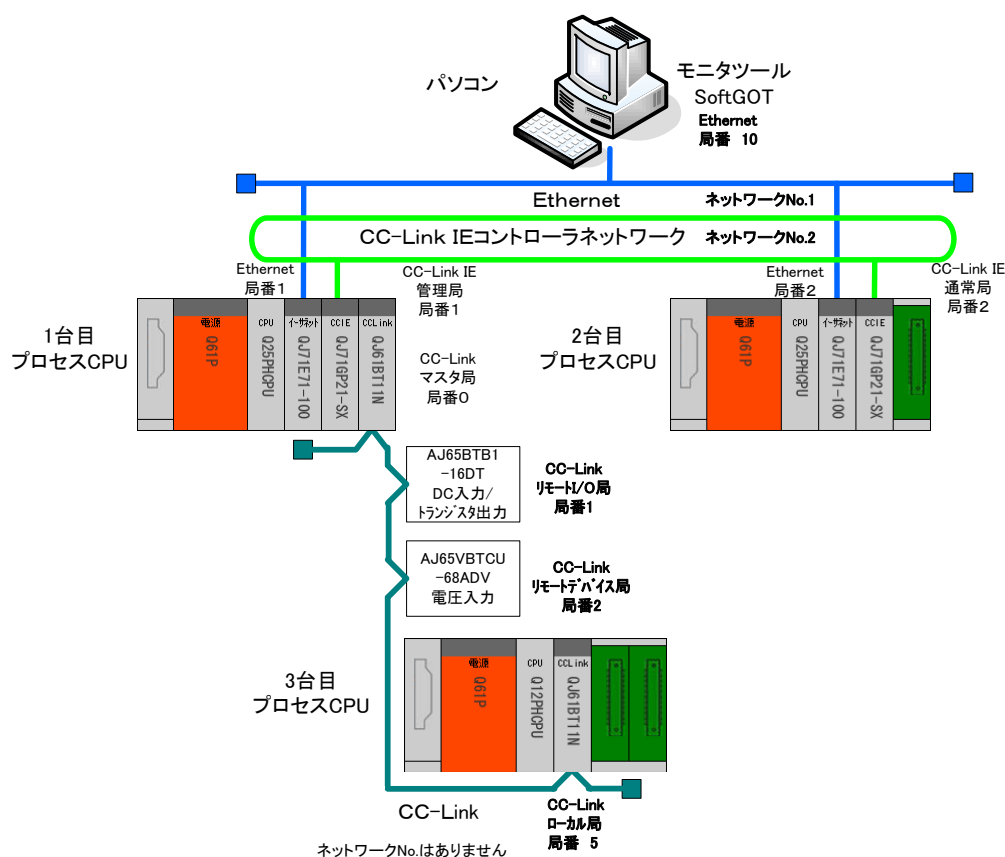 パソコン
モニタツール
SoftGOT
Ethernet
局番 10
Ethernet
ネットワークNo.1
CC-Link IEコントローラネットワーク
ネットワークNo.2
Ethernet
局番1
CC-Link IE
管理局
局番1
Ethernet
局番2
CC-Link IE
通常局
局番2
1台目
プロセスCPU
電源
Q61P
CPU
Q25PHCPU
イーサネット
QJ71E71-100
CCIE
QJ71GP21-SX
CCLink
QJ61BT11N
CC-Link
マスタ局
局番0
2台目
プロセスCPU
電源
Q61P
CPU
Q25PHCPU
イーサネット
QJ71E71-100
CCIE
QJ71GP21-SX
AJ65BTB1
-16DT
DC入力/
トランジスタ出力
CC-Link
リモートI/O局
局番1
AJ65VBTCU
-68ADV
電圧入力
CC-Link
リモートデバイス局
局番2
3台目
プロセスCPU
電源
Q61P
CPU
Q12PHCPU
CCLink
QJ61BT11N
CC-Link
CC-Link
ローカル局
局番 5
ネットワークNo.はありません